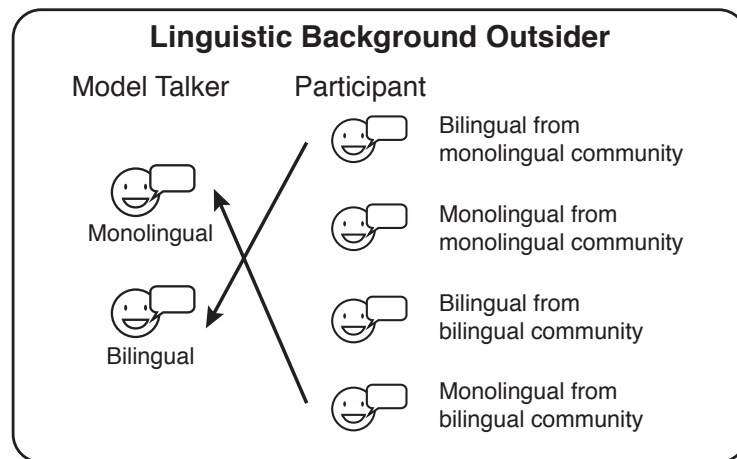 Linguistic Background Outsider
Model Talker
Participant
Monolingual
Bilingual
Bilingual from
monolingual community
Monolingual from
monolingual community
Bilingual from
bilingual community
Monolingual from
bilingual community